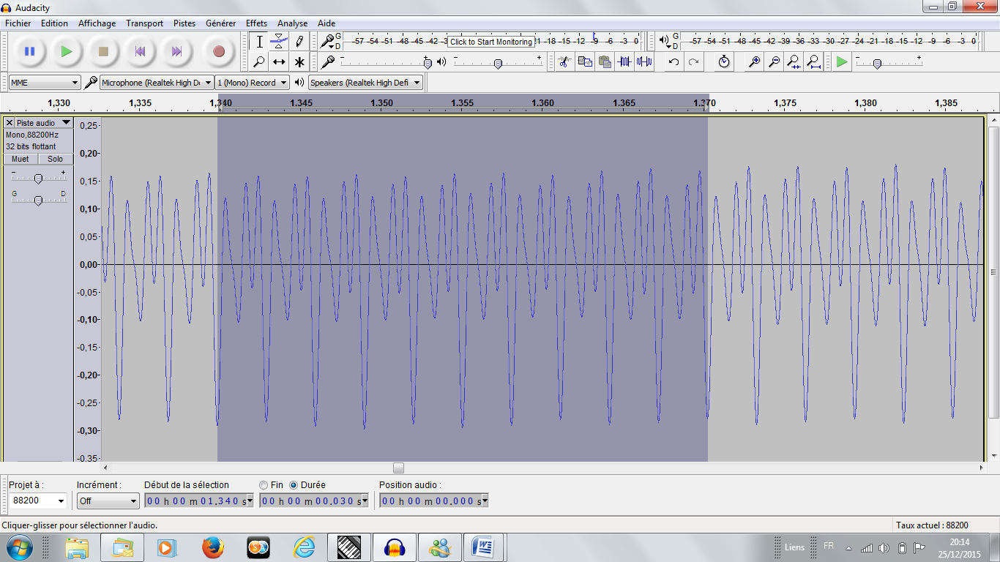 Audacity
Fichier Edition Affichage Transport Pistes Générer Effets Analyse Aide
G -57 -54 -51 -48 -45 -42 -3 Click to Start Monitoring -21 -18 -15 -12 -9 -6 -3 0 G -57 -54 -51 -48 -45 -42 -39 -36 -33 -30 -27 -24 -21 -18 -15 -12 -9 -6 -3 0
D D
- + - + - +
MME Microphone (Realtek High De 1 (Mono) Record Speakers (Realtek High Defi
1,330 1,335 1,340 1.345 1.350 1.355 1.360 1.365 1.370 1,375 1,380 1,385
X Piste audio
Mono,88200Hz
32 bits flottant
Muet Solo
- +
G D
0,25
0,20
0,15
0,10
0,05
0,00
-0,05
-0,10
-0,15
-0,20
-0,25
-0,30
-0.35
Projet à : Incrément : Début de la sélection Fin Durée Position audio :
88200 Off 00 h 00 m 01.340 s 00 h 00 m 00.030 s 00 h 00 m 00.000 s
Cliquer-glisser pour sélectionner l'audio. Taux actuel : 88200
Liens FR 20:14
25/12/2015